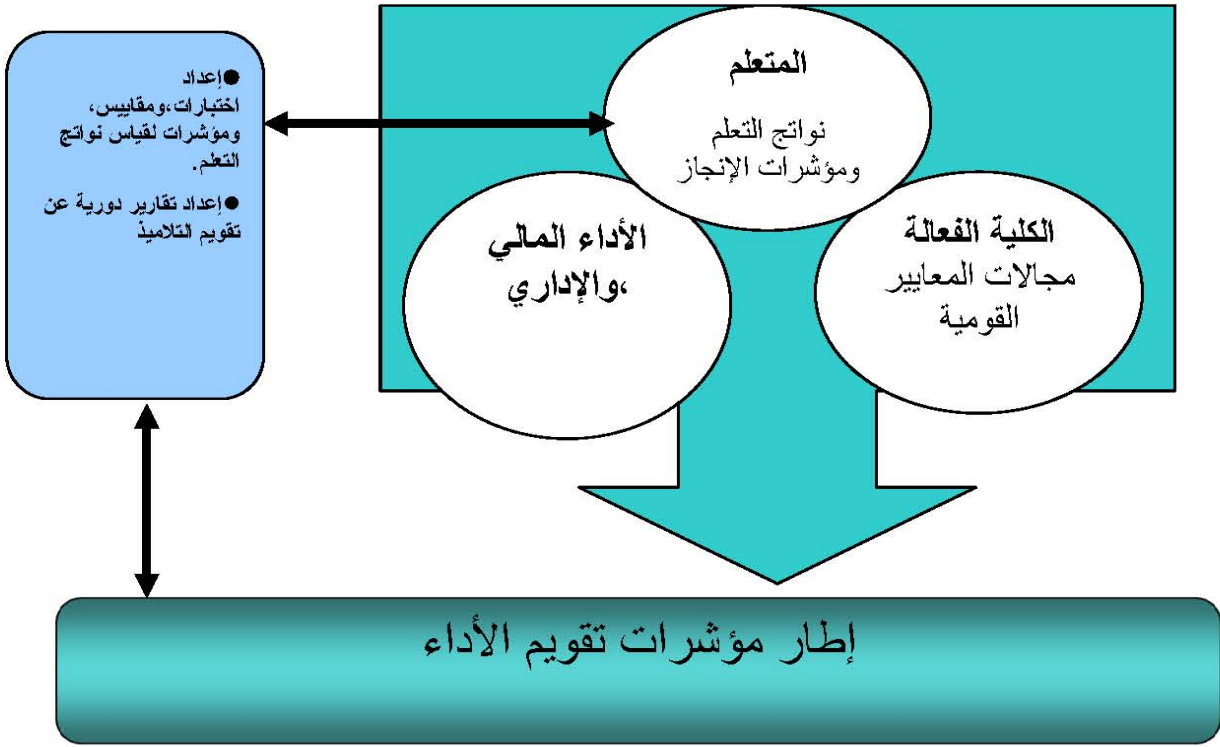 المتعلم
نواتج التعلم
ومؤشرات الإنجاز
الكلية الفعالة
مجالات المعايير
القومية
الأداء المالي
،والإداري
●إعداد
اختبارات،ومقاييس،
ومؤشرات لقياس نواتج
التعلم.
●إعداد تقارير دورية عن
تقويم التلاميذ
إطار مؤشرات تقويم الأداء